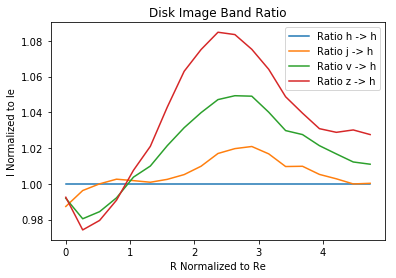 Disk Image Band Ratio
Ratio h -> h
Ratio j -> h
Ratio v -> h
Ratio z -> h
1.08
1.06
1.04
1.02
1.00
0.98
I Normalized to Ie
0 1 2 3 4
R Normalized to Re